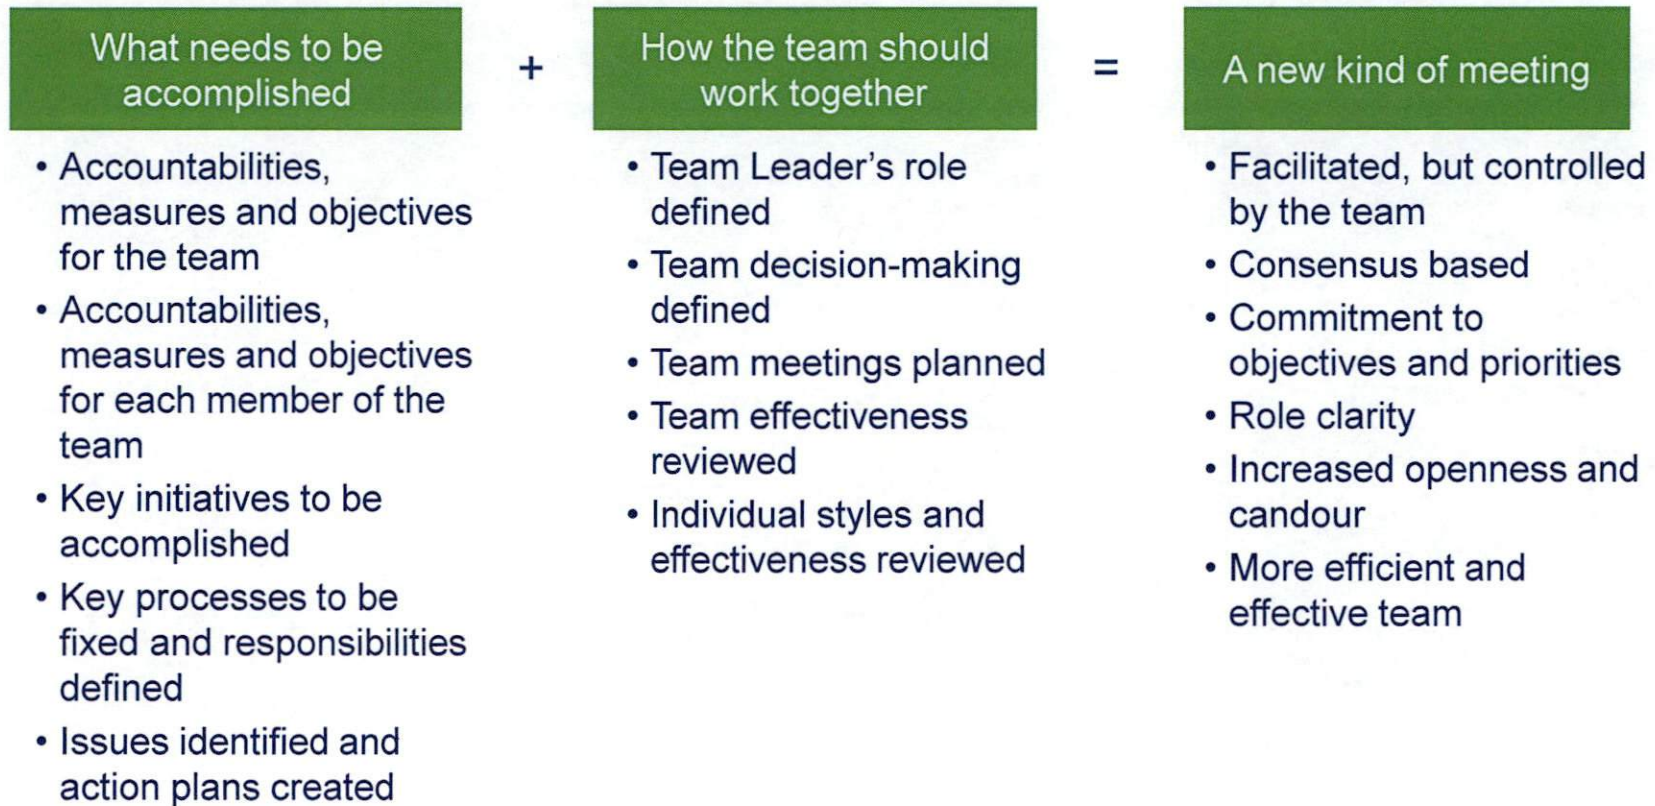 What needs to be
accomplished
+
How the team should
work together
=
A new kind of meeting
• Accountabilities,
measures and objectives
for the team
• Accountabilities,
measures and objectives
for each member of the
team
• Key initiatives to be
accomplished
• Key processes to be
fixed and responsibilities
defined
• Issues identified and
action plans created
• Team Leader's role
defined
• Team decision-making
defined
• Team meetings planned
• Team effectiveness
reviewed
• Individual styles and
effectiveness reviewed
• Facilitated, but controlled
by the team
• Consensus based
• Commitment to
objectives and priorities
• Role clarity
• Increased openness and
candour
• More efficient and
effective team